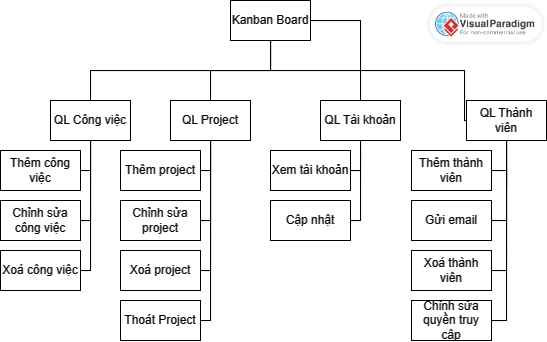 Kanban Board
Made with
VisualParadigm
For non-commercial use
QL Công việc
QL Project
QL Tài khoản
QL Thành
viên
Thêm công
việc
Thêm project
Xem tài khoản
Thêm thành
viên
Chỉnh sửa
công việc
Chỉnh sửa
project
Cập nhật
Gửi email
Xoá công việc
Xoá project
Xoá thành
viên
Thoát Project
Chỉnh sửa
quyền truy
cập